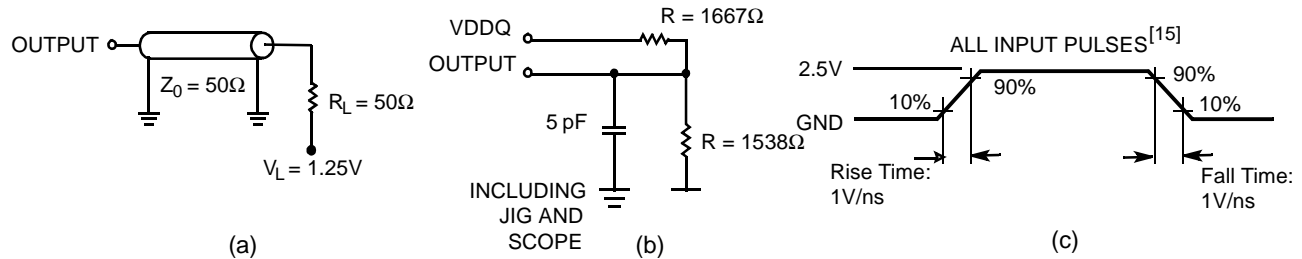 OUTPUT
Z0 = 50Ω
RL = 50Ω
VL = 1.25V
(a)
R = 1667Ω
VDDQ
OUTPUT
5 pF
R = 1538Ω
INCLUDING
JIG AND
SCOPE
(b)
ALL INPUT PULSES[15]
2.5V
90%
90%
10%
10%
GND
Rise Time:
1V/ns
Fall Time:
1V/ns
(c)